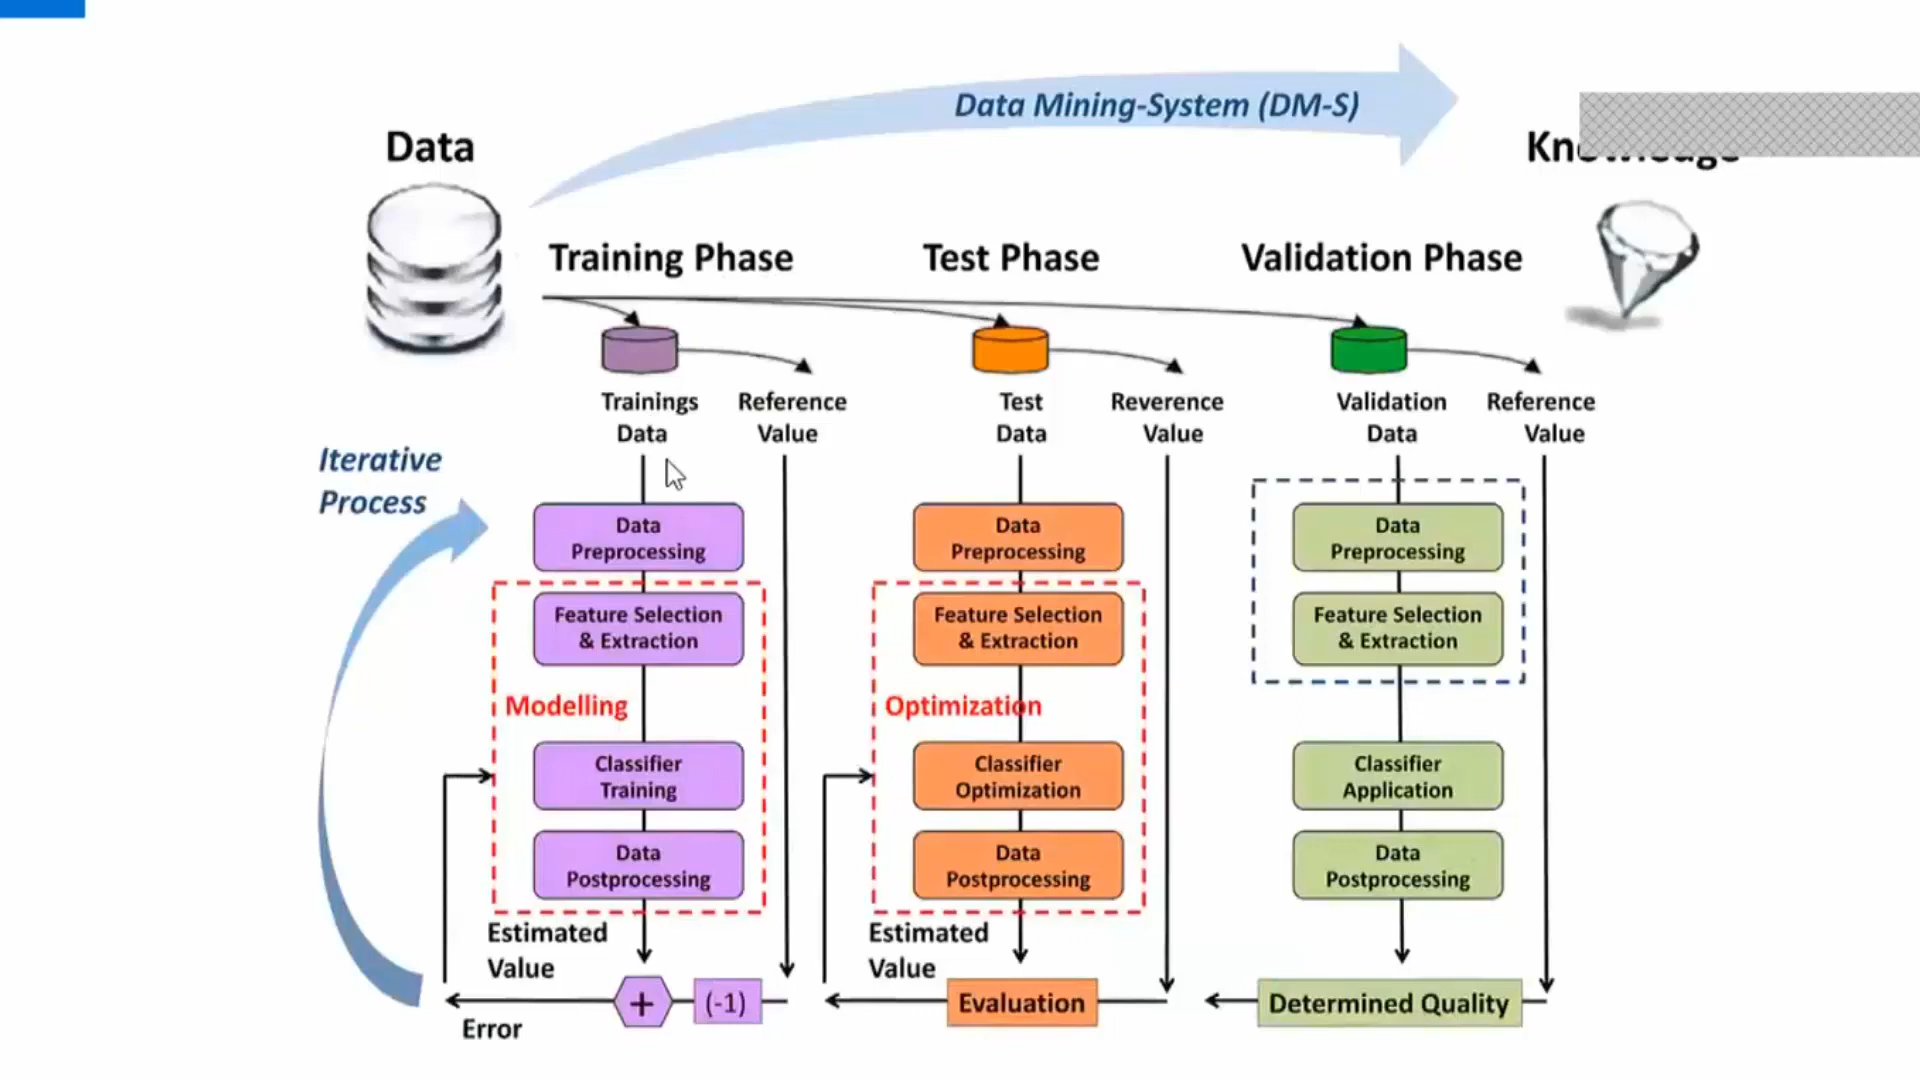 Data Mining-System (DM-S)
Data
Training Phase
Test Phase
Validation Phase
Trainings
Data
Reference
Value
Test
Data
Reverence
Value
Validation
Data
Reference
Value
Iterative
Process
Data
Preprocessing
Feature Selection
& Extraction
Modelling
Classifier
Training
Data
Postprocessing
Estimated
Value
+
(-1)
Error
Data
Preprocessing
Feature Selection
& Extraction
Optimization
Classifier
Optimization
Data
Postprocessing
Estimated
Value
Evaluation
Data
Preprocessing
Feature Selection
& Extraction
Classifier
Application
Data
Postprocessing
Determined Quality